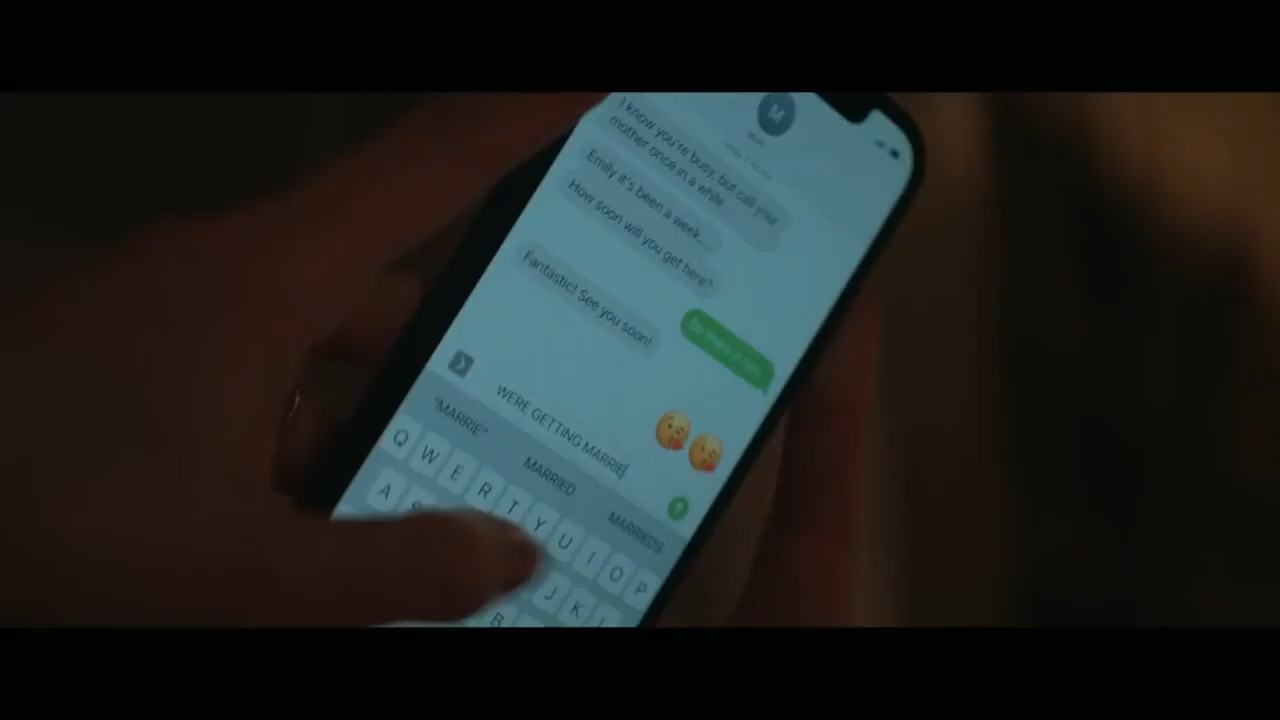 M
I know you're busy, but call your
mother once in a while.
Emily it's been a week...
How soon will you get here?
Fantastic! See you soon!
WERE GETTING MARRIE
"MARRIE"
MARRIED
MARRIEDS
Q W E R T Y U I O P
A S J K L
B